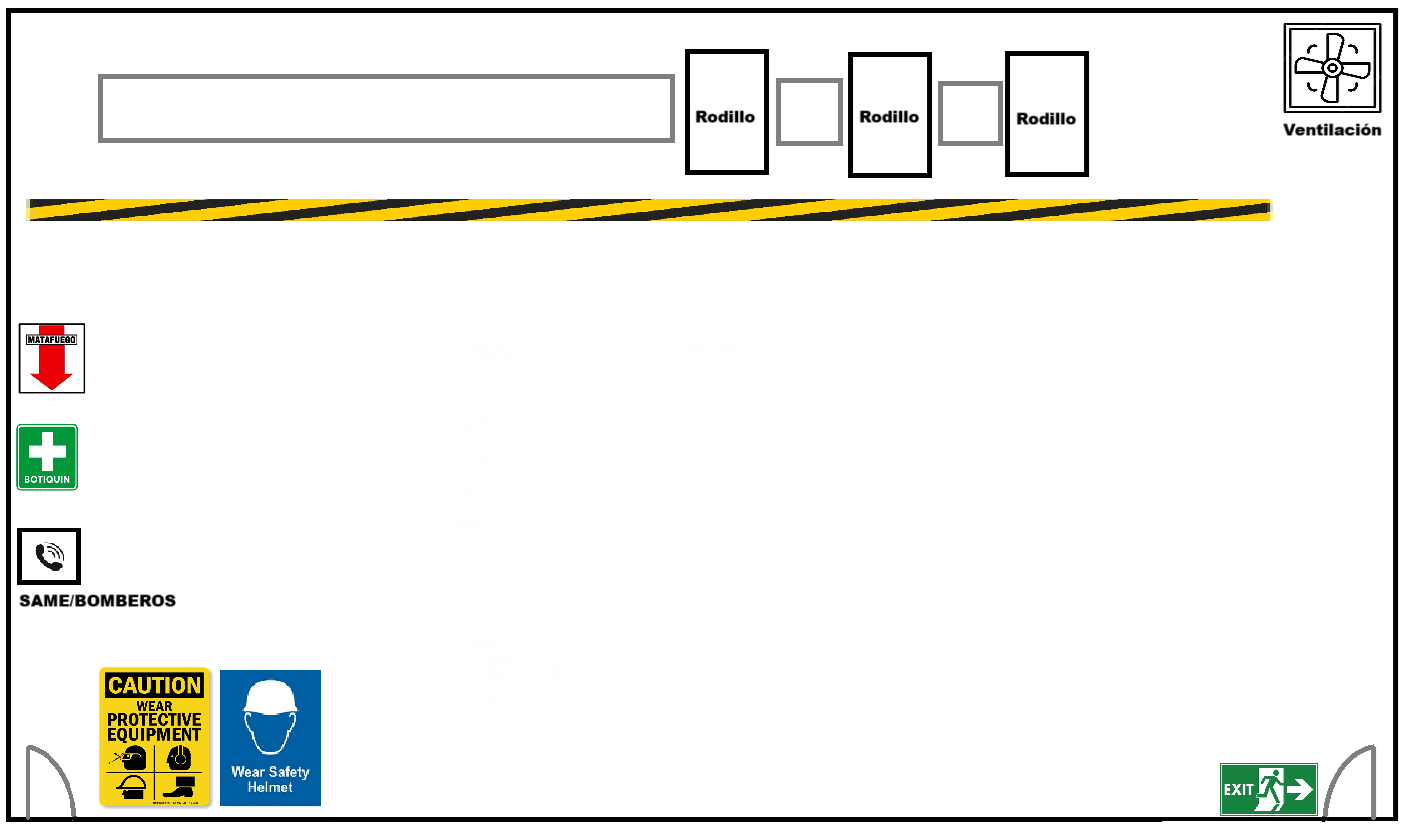 Rodillo
Rodillo
Rodillo
Ventilación
MATAFUEGO
BOTIQUIN
SAME/BOMBEROS
CAUTION
WEAR
PROTECTIVE
EQUIPMENT
Wear Safety
Helmet
EXIT